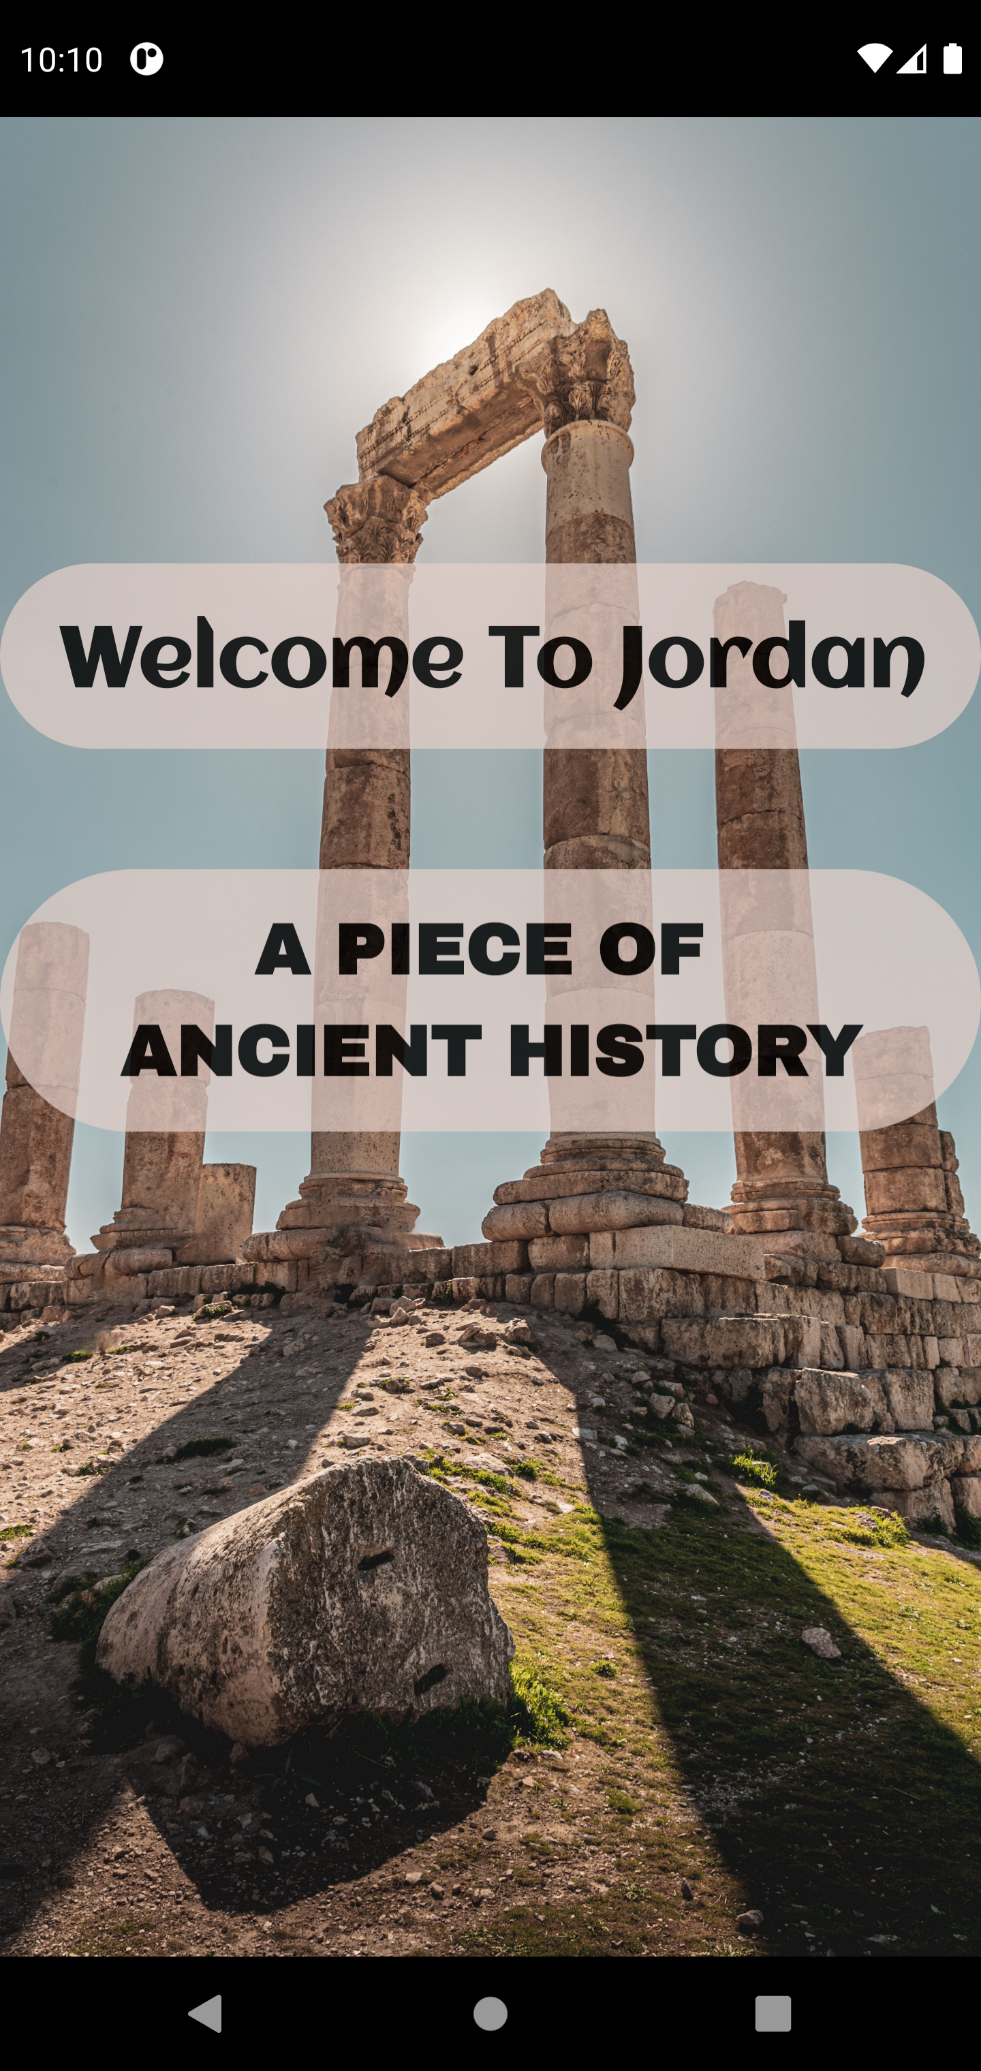 10:10
Welcome To Jordan
A PIECE OF
ANCIENT HISTORY